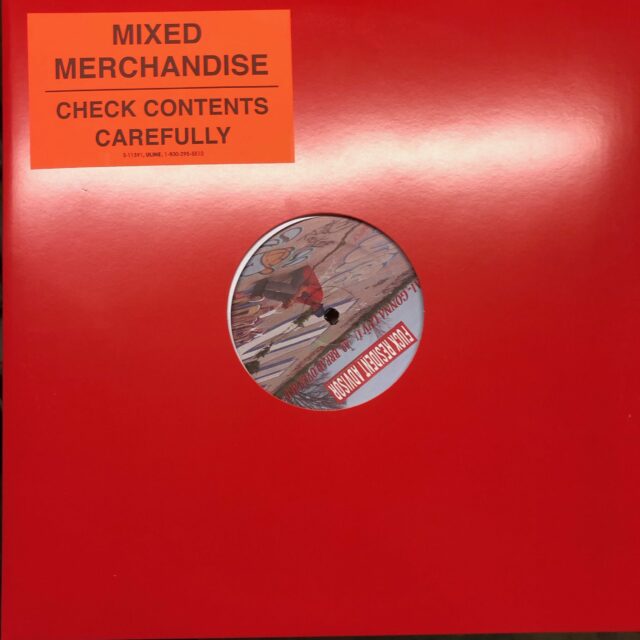 MIXED
MERCHANDISE
CHECK CONTENTS
CAREFULLY
FUCK RESIDENT ADVISOR